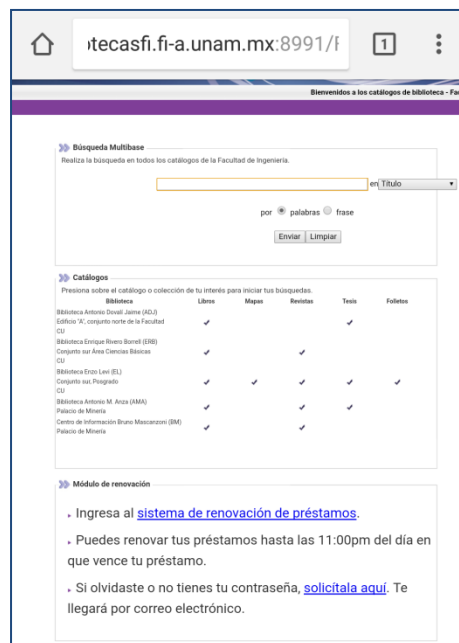 otecasfi.fi-a.unam.mx:8991/F
1
Bienvenidos a los catálogos de biblioteca - Fac
Búsqueda Multibase
Realiza la búsqueda en todos los catálogos de la Facultad de Ingeniería.
en Título
por palabras frase
Enviar Limpiar
Catálogos
Presiona sobre el catálogo o colección de tu interés para iniciar tus búsquedas.
Biblioteca Libros Mapas Revistas Tesis Folletos
Biblioteca Antonio Dovalí Jaime (ADJ)
Edificio "A", conjunto norte de la Facultad ✔ ✔
CU
Biblioteca Enrique Rivero Borrell (ERB)
Conjunto sur Área Ciencias Básicas ✔ ✔
CU
Biblioteca Enzo Levi (EL)
Conjunto sur, Posgrado ✔ ✔ ✔ ✔ ✔
CU
Biblioteca Antonio M. Anza (AMA)
Palacio de Minería ✔ ✔ ✔
Centro de Información Bruno Mascanzoni (BM)
Palacio de Minería ✔ ✔
Módulo de renovación
Ingresa al sistema de renovación de préstamos.
Puedes renovar tus préstamos hasta las 11:00pm del día en
que vence tu préstamo.
Si olvidaste o no tienes tu contraseña, solicítala aquí. Te
llegará por correo electrónico.